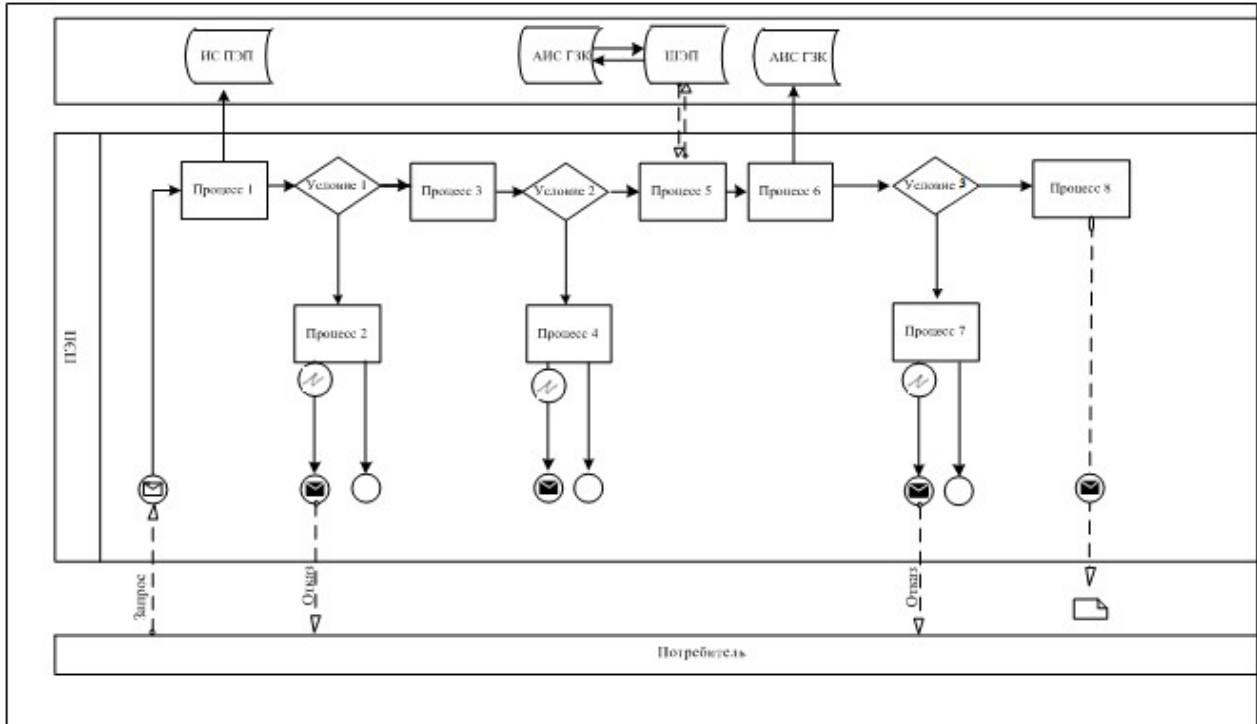 ИС ПЭП
АИС ГЗК
ШЭП
АИС ГЗК
Процесс 1
Условие 1
Процесс 3
Условие 2
Процесс 5
Процесс 6
Условие 3
Процесс 8
Процесс 2
Процесс 4
Процесс 7
ПЭП
Запрос
Отказ
Отказ
Потребитель